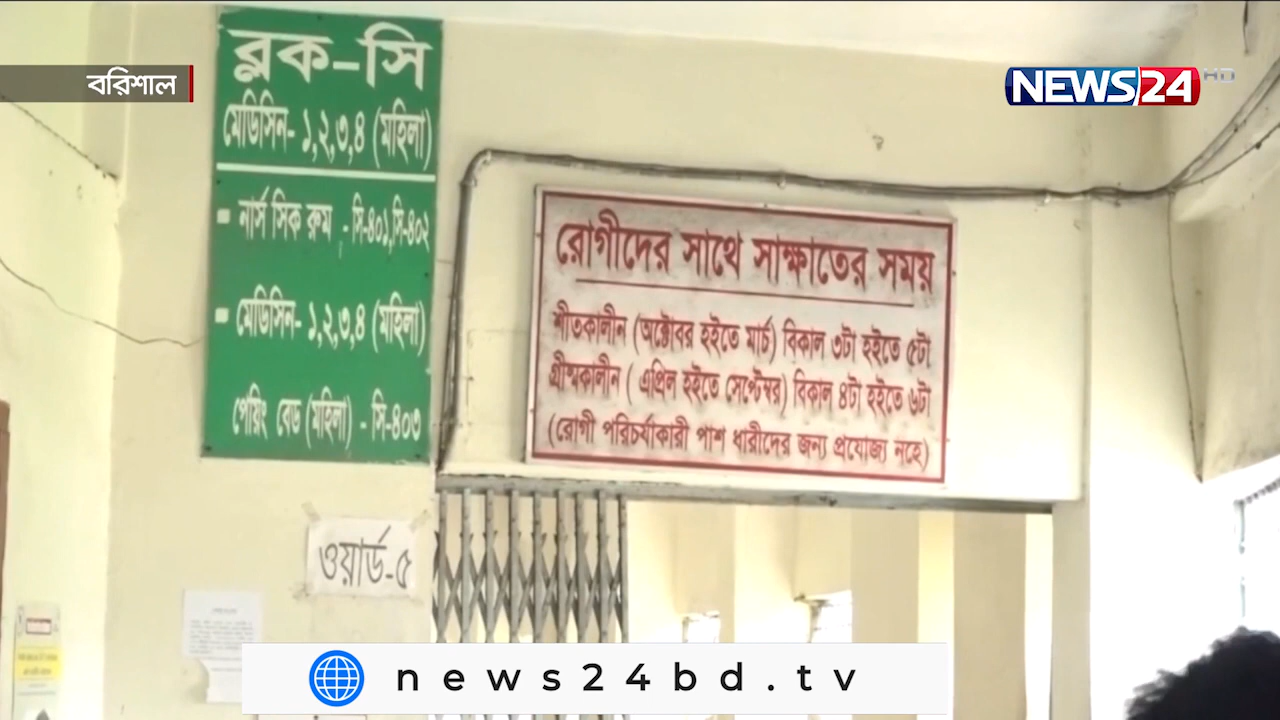 বরিশাল
NEWS24 HD
ব্লক-সি
মেডিসিন- ১,২,৩,৪ (মহিলা)
নার্স সিক রুম - সি-৪০১,সি-৪০২
মেডিসিন- ১,২,৩,৪ (মহিলা)
পেয়িং বেড (মহিলা) - সি-৪০৩
রোগীদের সাথে সাক্ষাতের সময়
শীতকালীন (অক্টোবর হইতে মার্চ) বিকাল ৩টা হইতে ৫টা
গ্রীষ্মকালীন ( এপ্রিল হইতে সেপ্টেম্বর) বিকাল ৪টা হইতে ৬টা
(রোগী পরিচর্যাকারী পাশ ধারীদের জন্য প্রযোজ্য নহে)
ওয়ার্ড-৫
news24bd.tv